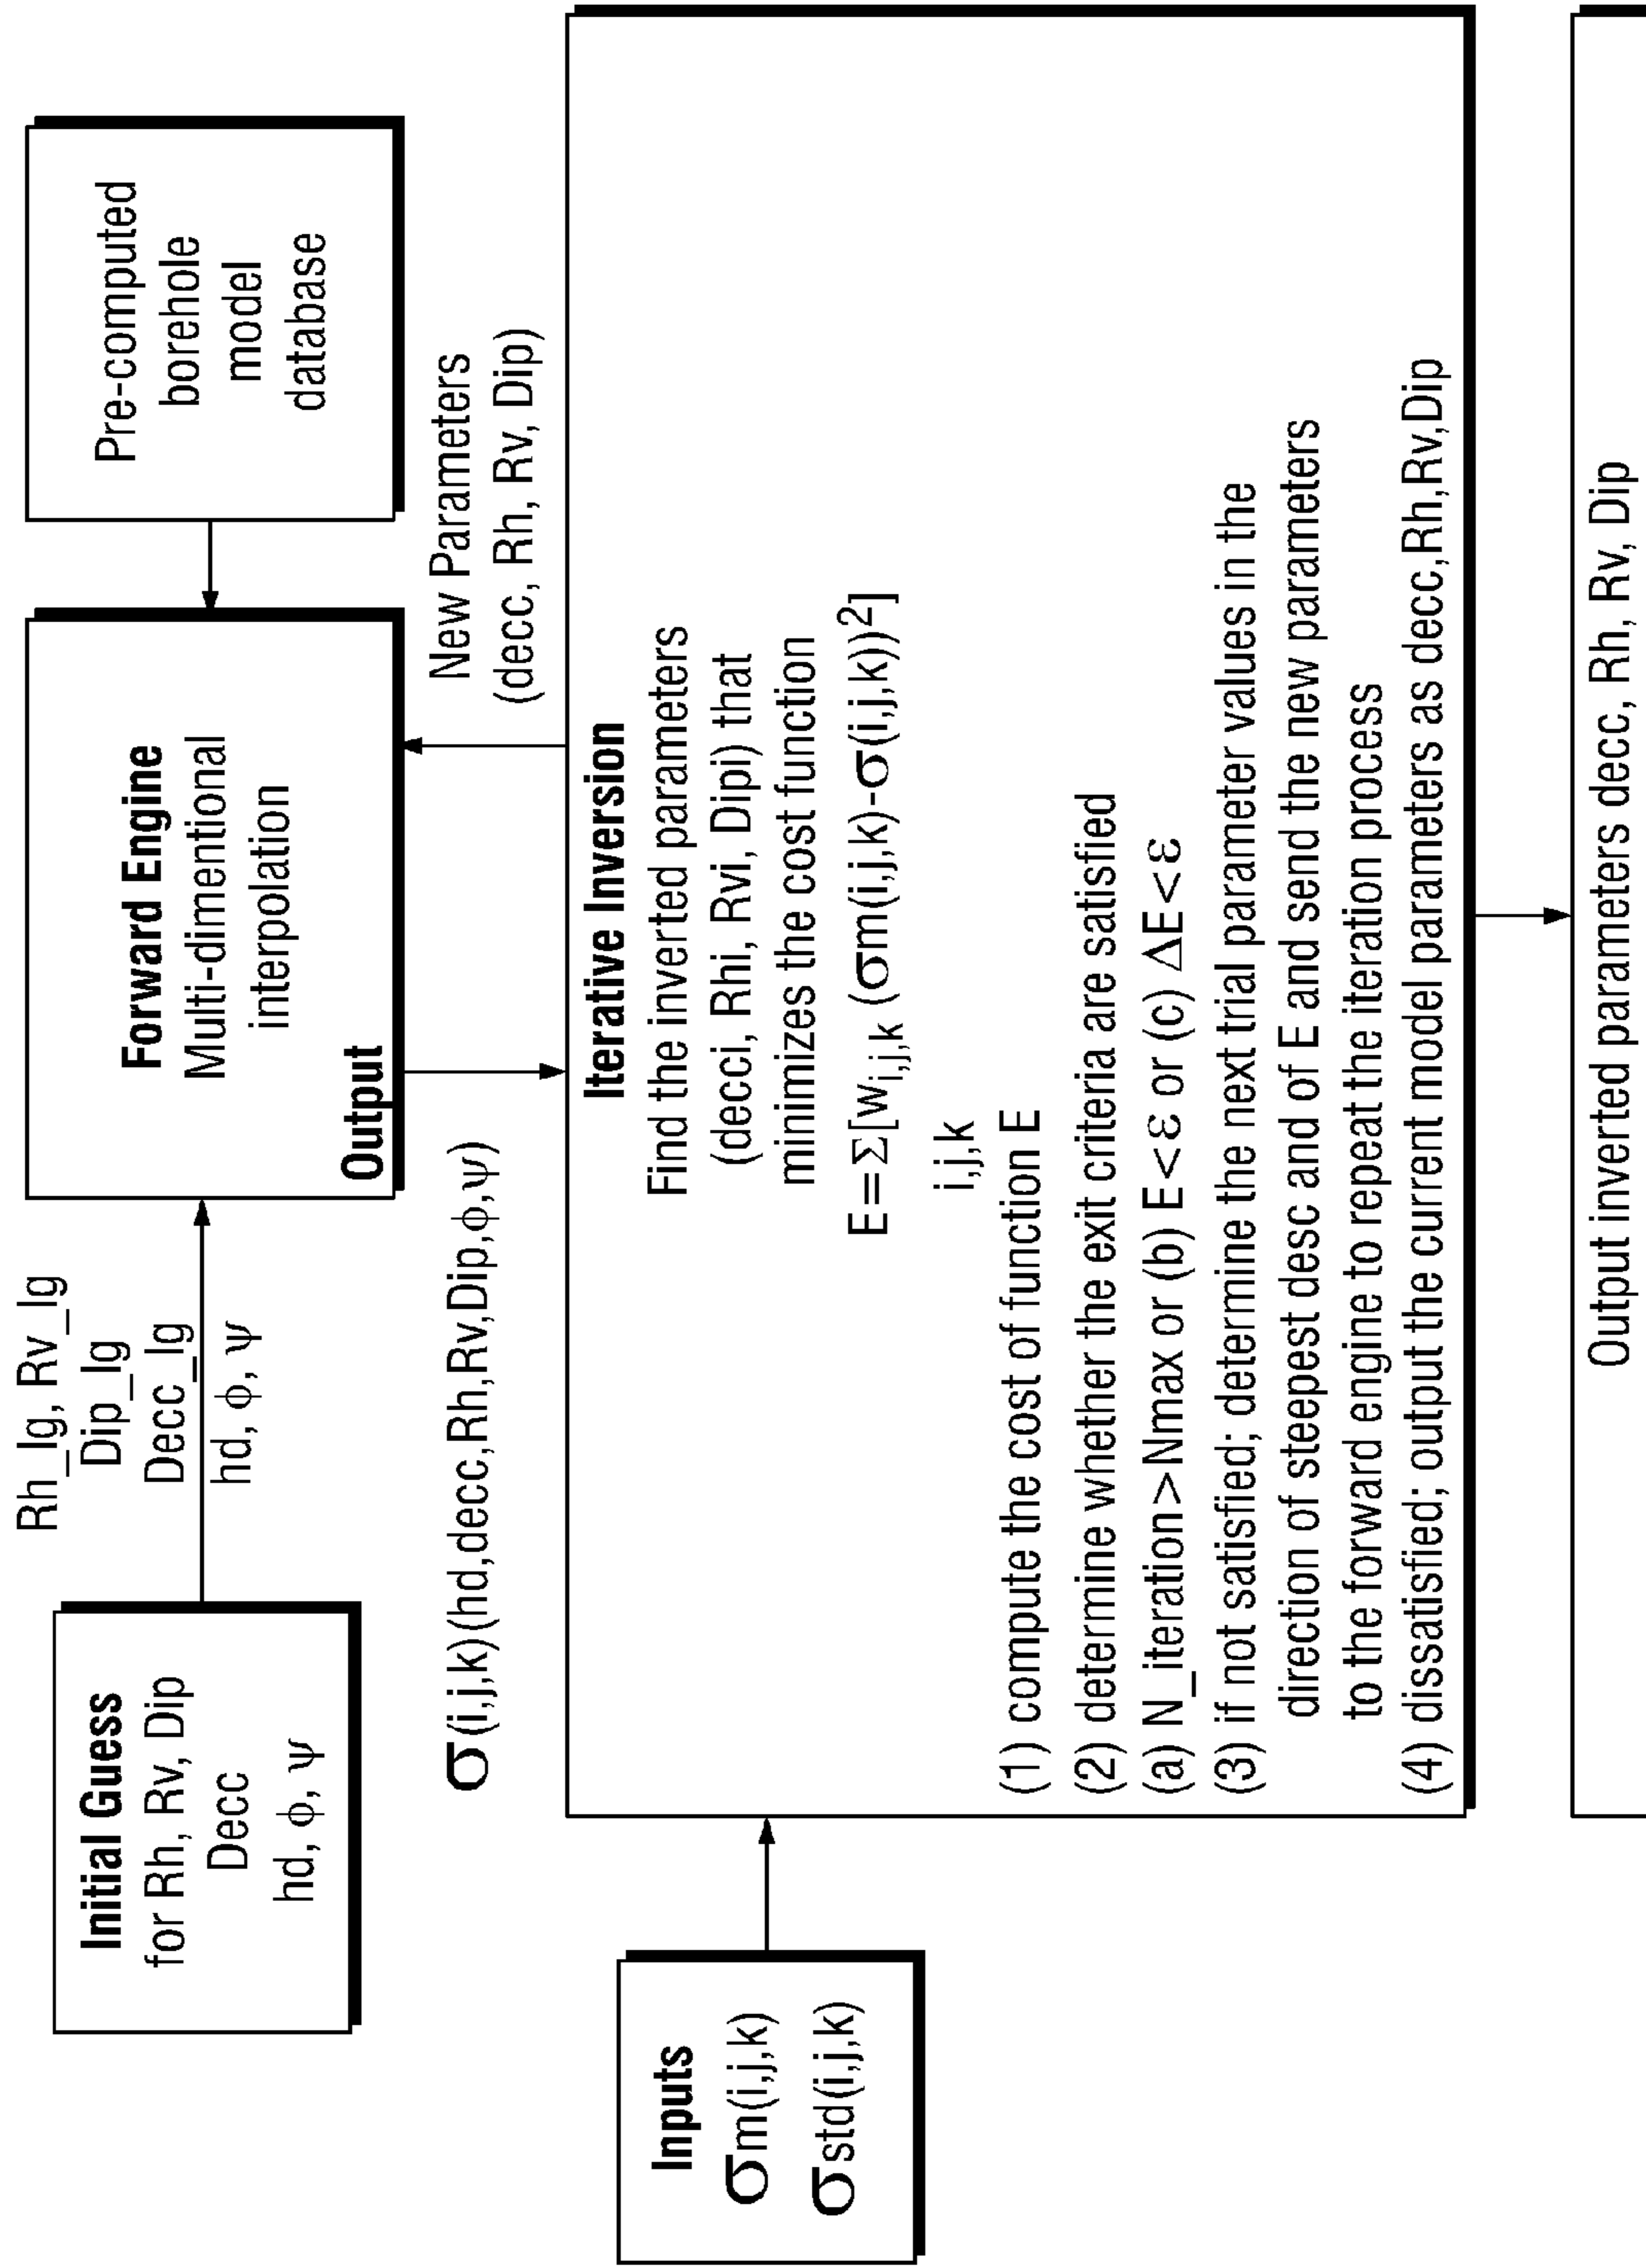 Initial Guess
for Rh, Rv, Dip
Decc
hd, ϕ, ψ
Rh_Ig, Rv_Ig
Dip_Ig
Decc_Ig
hd, ϕ, ψ
Forward Engine
Multi-dimentional
interpolation
Output
Pre-computed
borehole
model
database
σ(i,j,k)(hd,decc,Rh,Rv,Dip,ϕ,ψ)
New Parameters
(decc, Rh, Rv, Dip)
Inputs
σm(i,j,k)
σstd(i,j,k)
Iterative Inversion
Find the inverted parameters
(decci, Rhi, Rvi, Dipi) that
minimizes the cost function
E=Σ[w_{i,j,k} (σm(i,j,k)-σ(i,j,k))²]
i,j,k
(1) compute the cost of function E
(2) determine whether the exit criteria are satisfied
(a) N_iteration>Nmax or (b) E<ε or (c) ΔE<ε
(3) if not satisfied; determine the next trial parameter values in the
direction of steepest desc and of E and send the new parameters
to the forward engine to repeat the iteration process
(4) dissatisfied; output the current model parameters as decc,Rh,Rv,Dip
Output inverted parameters decc, Rh, Rv, Dip